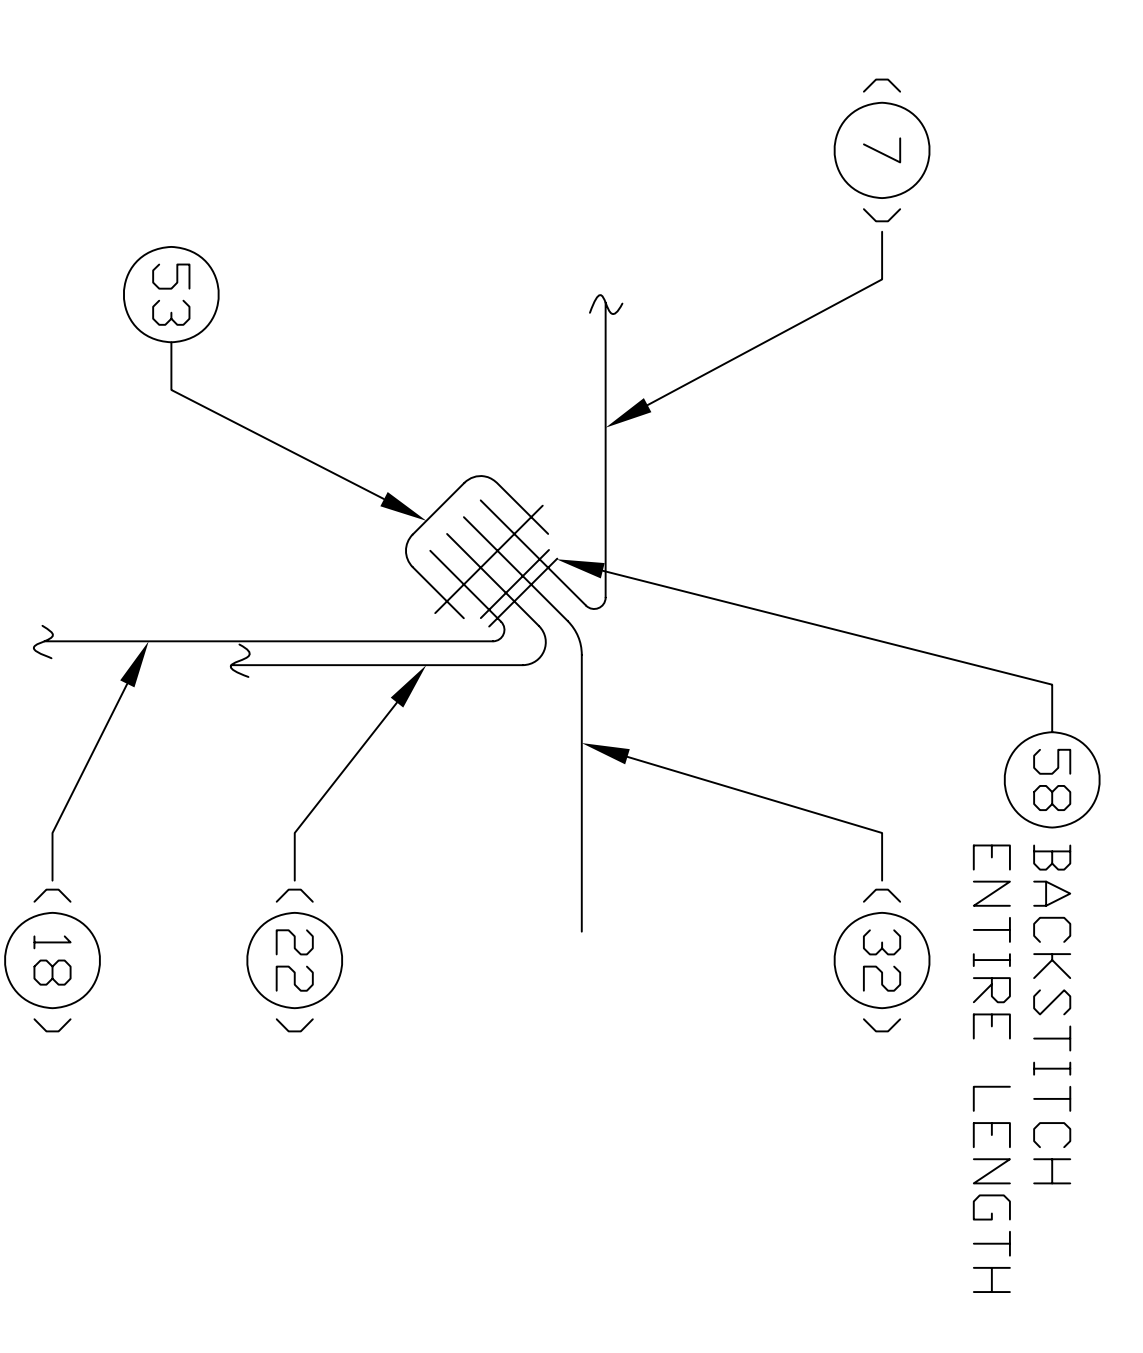 ( 7 )
53
58 BACKSTITCH
ENTIRE LENGTH
( 32 )
( 22 )
( 18 )